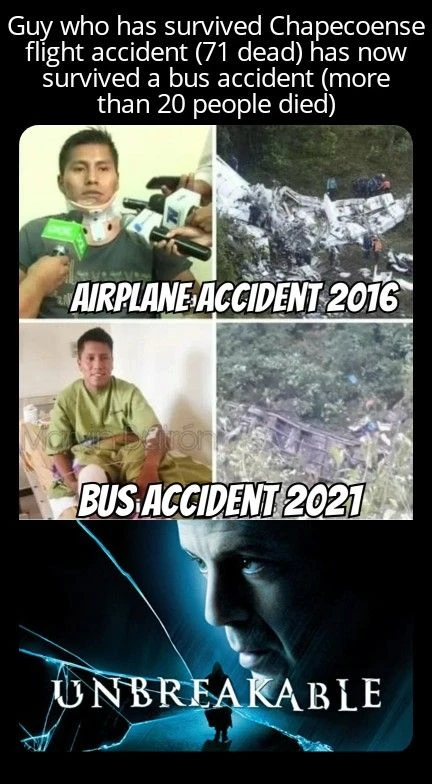 Guy who has survived Chapecoense
flight accident (71 dead) has now
survived a bus accident (more
than 20 people died)
AIRPLANE ACCIDENT 2016
BUS ACCIDENT 2021
UNBREAKABLE